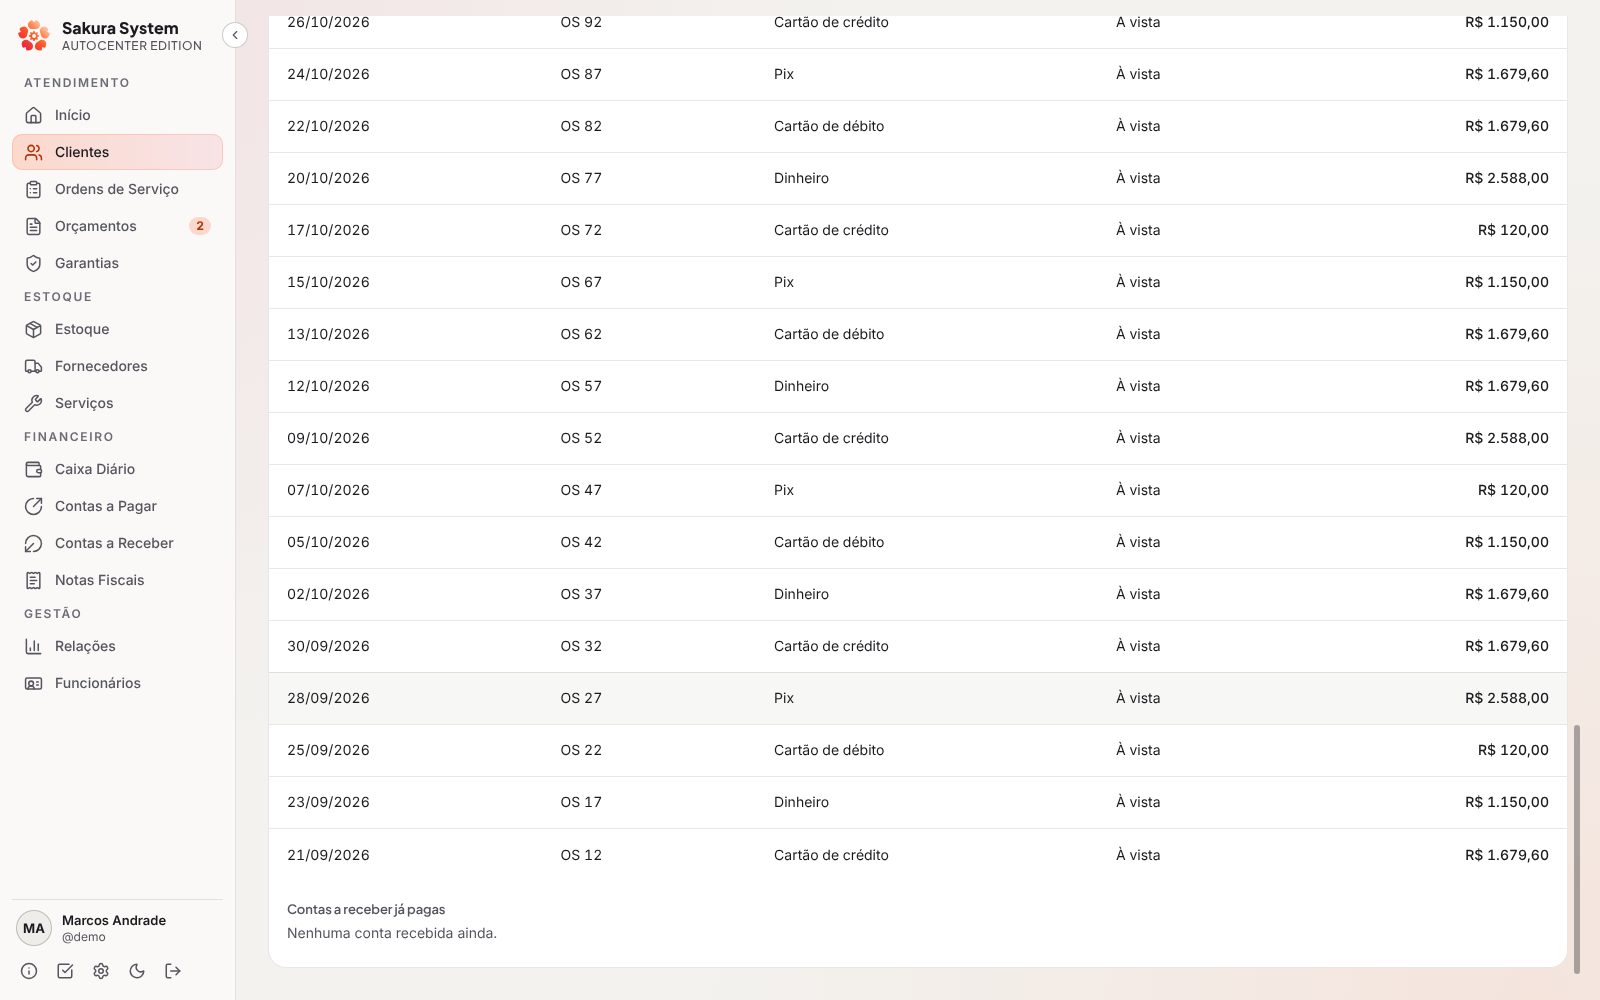 Sakura System
AUTOCENTER EDITION
ATENDIMENTO
Início
Clientes
Ordens de Serviço
Orçamentos 2
Garantias
ESTOQUE
Estoque
Fornecedores
Serviços
FINANCEIRO
Caixa Diário
Contas a Pagar
Contas a Receber
Notas Fiscais
GESTÃO
Relações
Funcionários
MA
Marcos Andrade
@demo
26/10/2026 OS 92 Cartão de crédito À vista R$ 1.150,00
24/10/2026 OS 87 Pix À vista R$ 1.679,60
22/10/2026 OS 82 Cartão de débito À vista R$ 1.679,60
20/10/2026 OS 77 Dinheiro À vista R$ 2.588,00
17/10/2026 OS 72 Cartão de crédito À vista R$ 120,00
15/10/2026 OS 67 Pix À vista R$ 1.150,00
13/10/2026 OS 62 Cartão de débito À vista R$ 1.679,60
12/10/2026 OS 57 Dinheiro À vista R$ 1.679,60
09/10/2026 OS 52 Cartão de crédito À vista R$ 2.588,00
07/10/2026 OS 47 Pix À vista R$ 120,00
05/10/2026 OS 42 Cartão de débito À vista R$ 1.150,00
02/10/2026 OS 37 Dinheiro À vista R$ 1.679,60
30/09/2026 OS 32 Cartão de crédito À vista R$ 1.679,60
28/09/2026 OS 27 Pix À vista R$ 2.588,00
25/09/2026 OS 22 Cartão de débito À vista R$ 120,00
23/09/2026 OS 17 Dinheiro À vista R$ 1.150,00
21/09/2026 OS 12 Cartão de crédito À vista R$ 1.679,60
Contas a receber já pagas
Nenhuma conta recebida ainda.